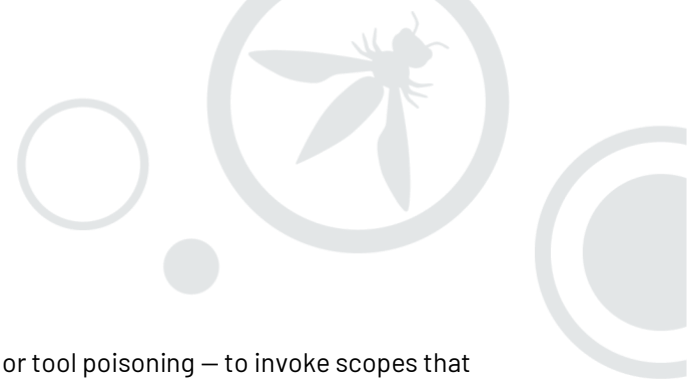 or tool poisoning — to invoke scopes that